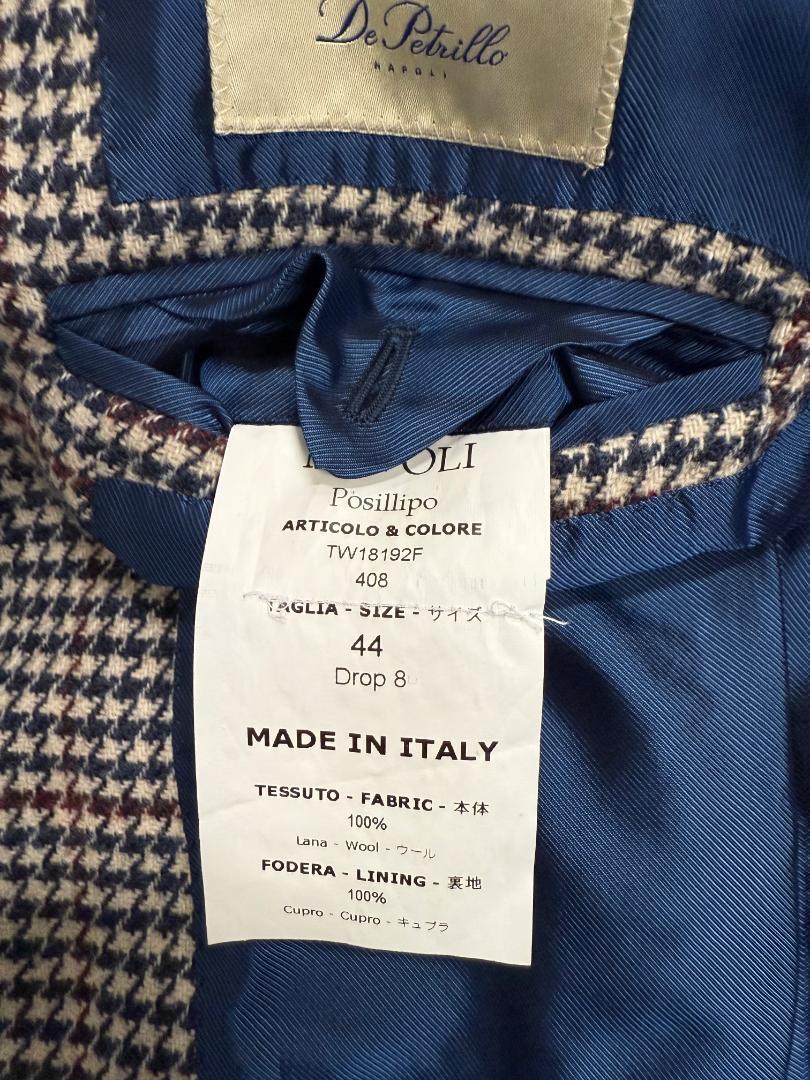 De Petrillo
NAPOLI
OLI
Posillipo
ARTICOLO & COLORE
TW18192F
408
TAGLIA - SIZE - サイズ
44
Drop 8
MADE IN ITALY
TESSUTO - FABRIC - 本体
100%
Lana - Wool - ウール
FODERA - LINING - 裏地
100%
Cupro - Cupro - キュプラ